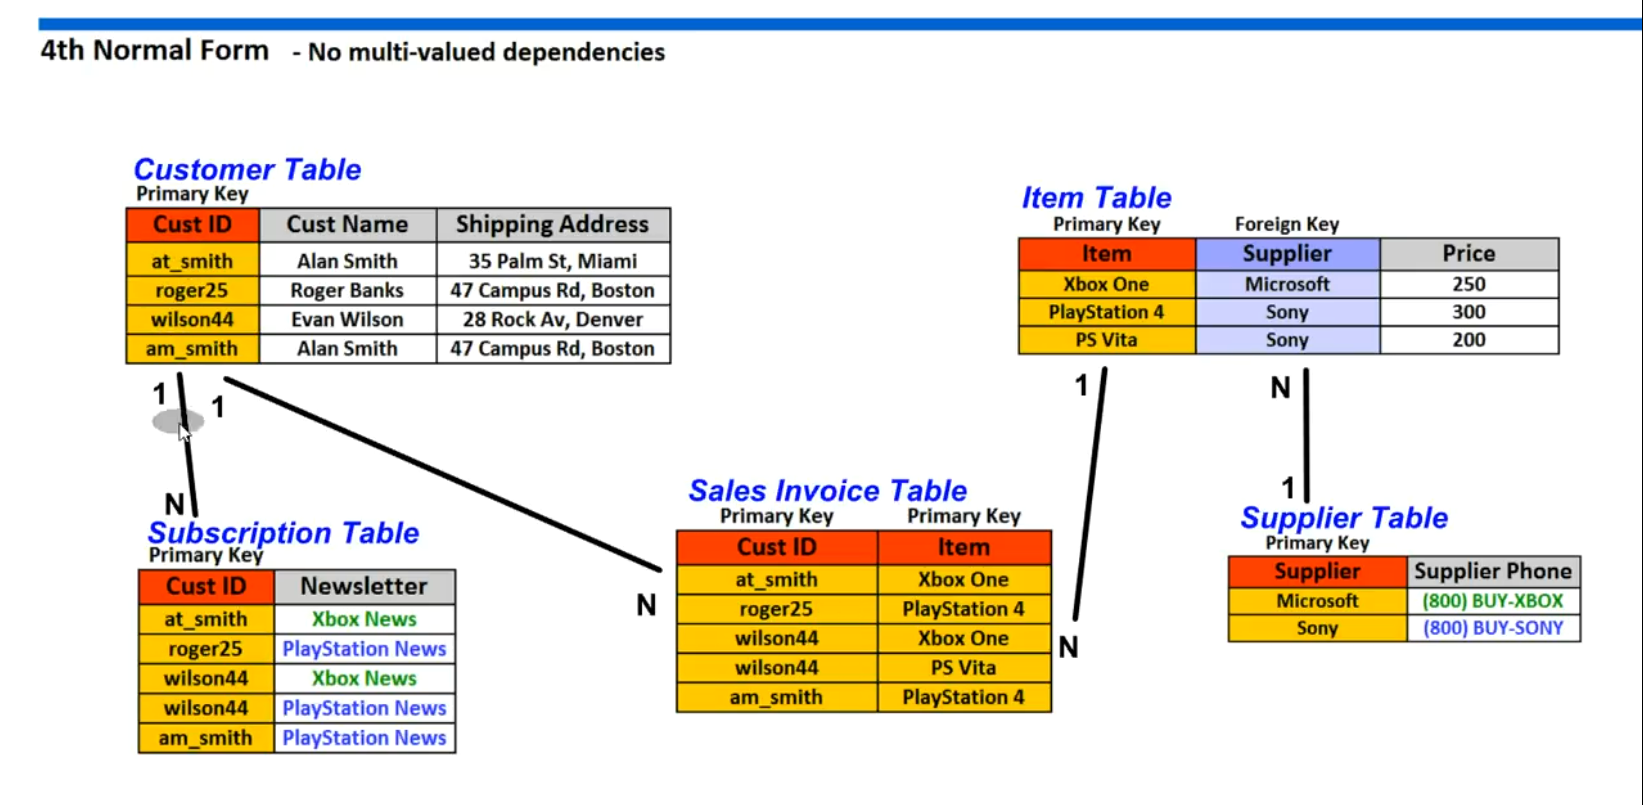 4th Normal Form - No multi-valued dependencies
Customer Table
Primary Key
Cust ID Cust Name Shipping Address
at_smith Alan Smith 35 Palm St, Miami
roger25 Roger Banks 47 Campus Rd, Boston
wilson44 Evan Wilson 28 Rock Av, Denver
am_smith Alan Smith 47 Campus Rd, Boston
Item Table
Primary Key Foreign Key
Item Supplier Price
Xbox One Microsoft 250
PlayStation 4 Sony 300
PS Vita Sony 200
1 1
N
1
N
N
1
N
1
Subscription Table
Primary Key
Cust ID Newsletter
at_smith Xbox News
roger25 PlayStation News
wilson44 Xbox News
wilson44 PlayStation News
am_smith PlayStation News
Sales Invoice Table
Primary Key Primary Key
Cust ID Item
at_smith Xbox One
roger25 PlayStation 4
wilson44 Xbox One
wilson44 PS Vita
am_smith PlayStation 4
Supplier Table
Primary Key
Supplier Supplier Phone
Microsoft (800) BUY-XBOX
Sony (800) BUY-SONY